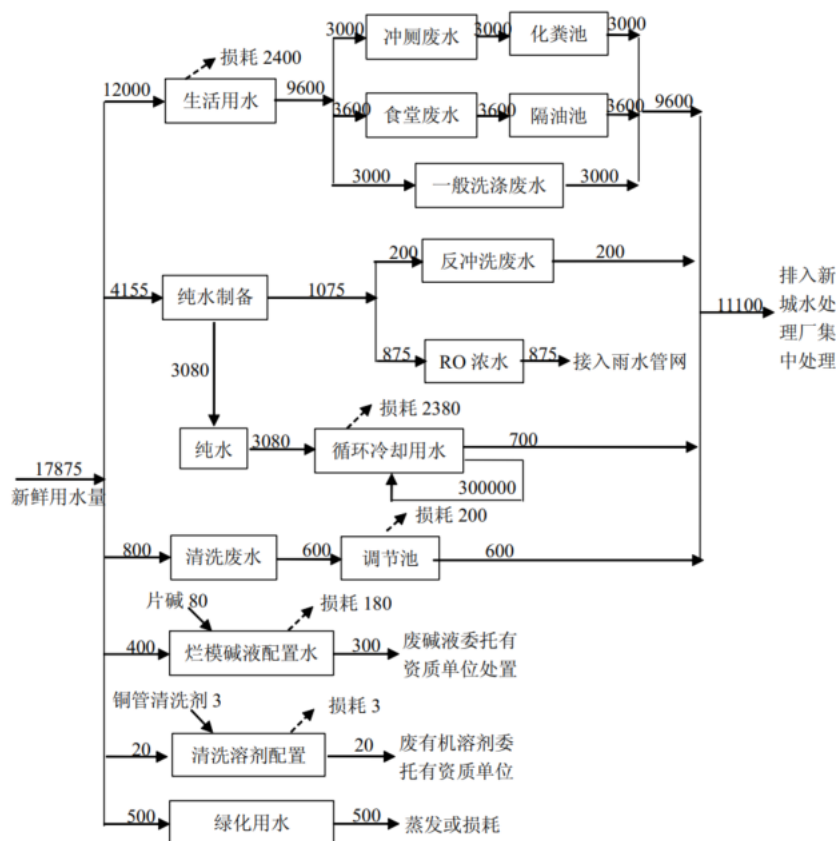 损耗 2400
12000
生活用水
9600
3000
冲厕废水
3000
化粪池
3000
3600
食堂废水
3600
隔油池
3600
9600
3000
一般洗涤废水
3000
4155
纯水制备
1075
200
反冲洗废水
200
875
RO 浓水
875
接入雨水管网
11100
排入新
城水处
理厂集
中处理
3080
纯水
3080
损耗 2380
循环冷却用水
700
300000
17875
新鲜用水量
800
清洗废水
600
损耗 200
调节池
600
片碱 80
损耗 180
400
烂模碱液配置水
300
废碱液委托有
资质单位处置
铜管清洗剂 3
损耗 3
20
清洗溶剂配置
20
废有机溶剂委
托有资质单位
500
绿化用水
500
蒸发或损耗